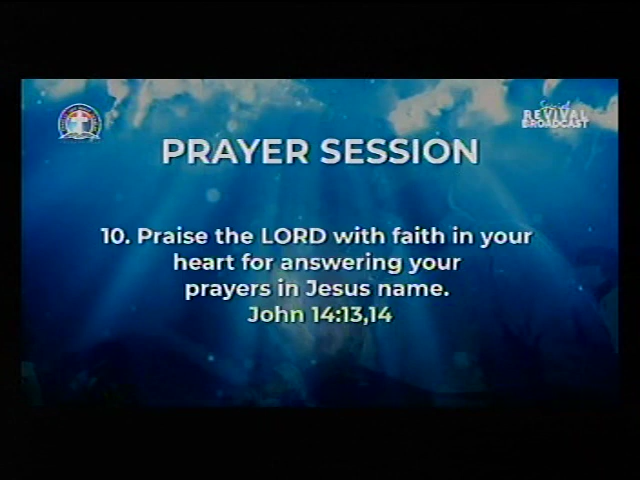 Special
REVIVAL
BROADCAST
PRAYER SESSION
10. Praise the LORD with faith in your
heart for answering your
prayers in Jesus name.
John 14:13,14